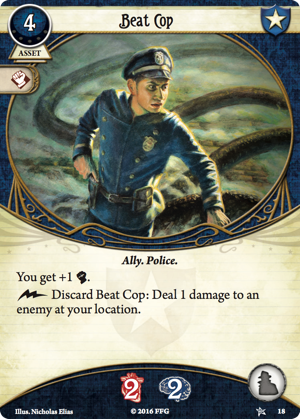 4
Beat Cop
ASSET
Ally. Police.
You get +1 .
Discard Beat Cop: Deal 1 damage to an
enemy at your location.
2 2
Illus. Nicholas Elias © 2016 FFG 18